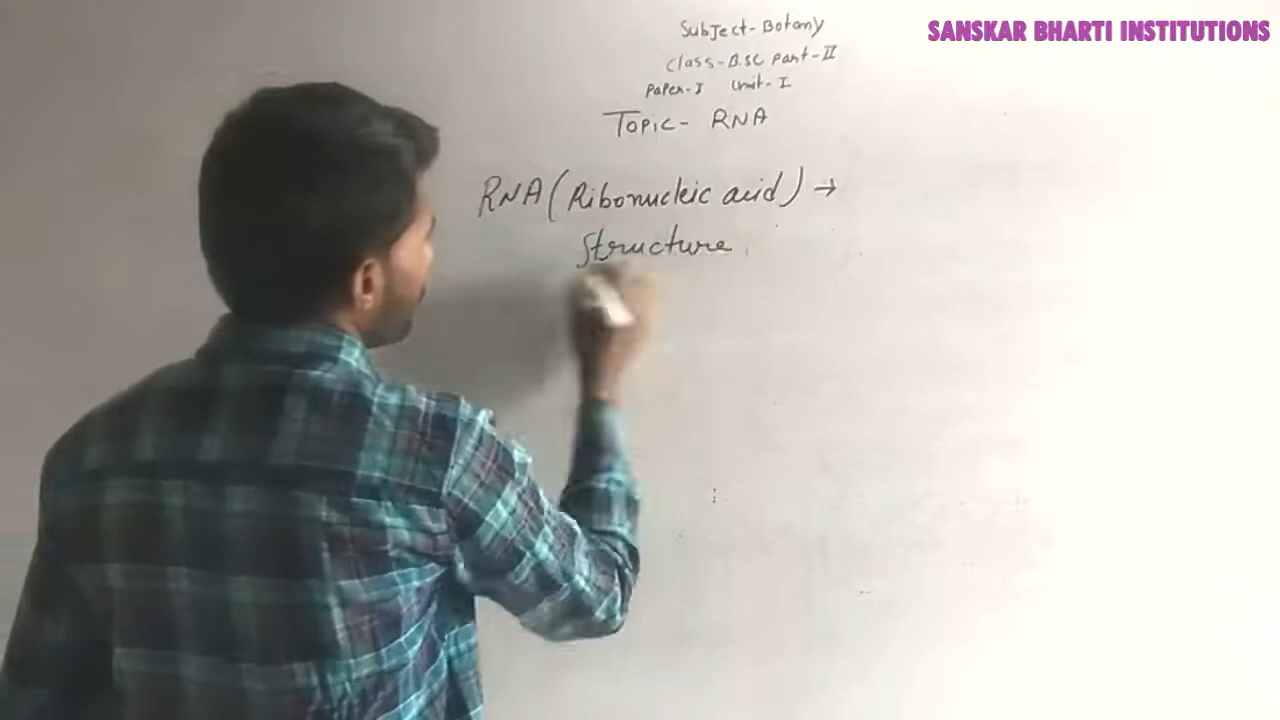 SANSKAR BHARTI INSTITUTIONS
Subject-Botany
Class-B.SC Part-II
Paper-I Unit-I
Topic- RNA
RNA (Ribonucleic acid) →
Structure